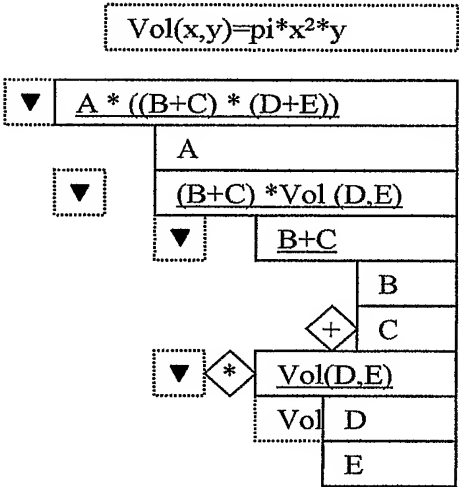 Vol(x,y)=pi*x²*y
▼ A * ((B+C) * (D+E))
A
▼ (B+C) *Vol (D,E)
▼ B+C
B
+ C
▼ * Vol(D,E)
Vol D
E